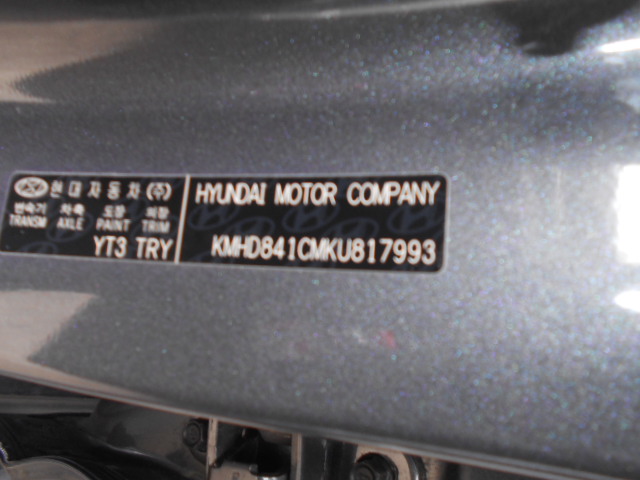 현대자동차(주)
변속기 차축 도장 의장
TRANSM AXLE PAINT TRIM
YT3 TRY
HYUNDAI MOTOR COMPANY
KMHD841CMKU817993